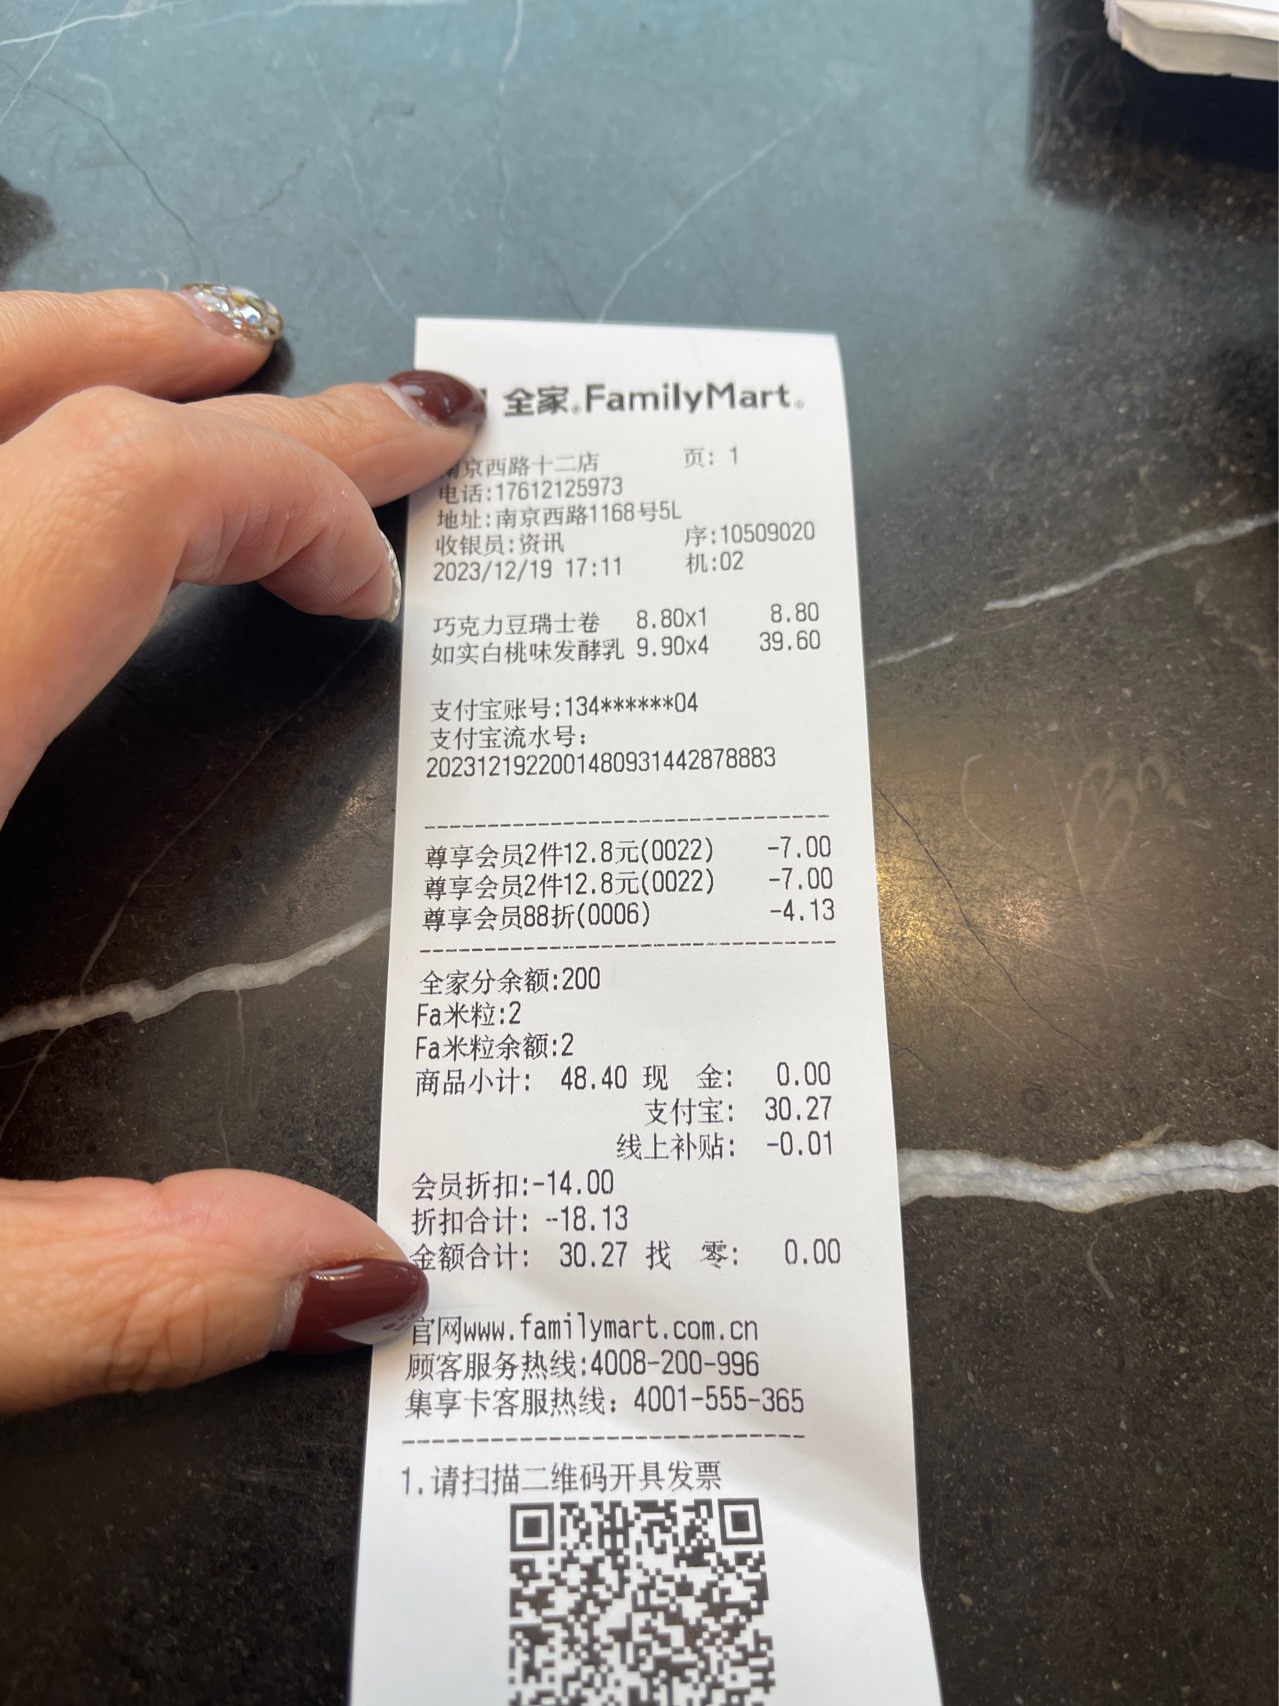 全家®FamilyMart®
南京西路十二店 页: 1
电话:17612125973
地址:南京西路1168号5L
收银员:资讯 序:10509020
2023/12/19 17:11 机:02
巧克力豆瑞士卷 8.80x1 8.80
如实白桃味发酵乳 9.90x4 39.60
支付宝账号:134******04
支付宝流水号:
2023121922001480931442878883
尊享会员2件12.8元(0022) -7.00
尊享会员2件12.8元(0022) -7.00
尊享会员88折(0006) -4.13
全家分余额:200
Fa米粒:2
Fa米粒余额:2
商品小计: 48.40 现 金: 0.00
支付宝: 30.27
线上补贴: -0.01
会员折扣:-14.00
折扣合计: -18.13
金额合计: 30.27 找 零: 0.00
官网www.familymart.com.cn
顾客服务热线:4008-200-996
集享卡客服热线: 4001-555-365
1.请扫描二维码开具发票